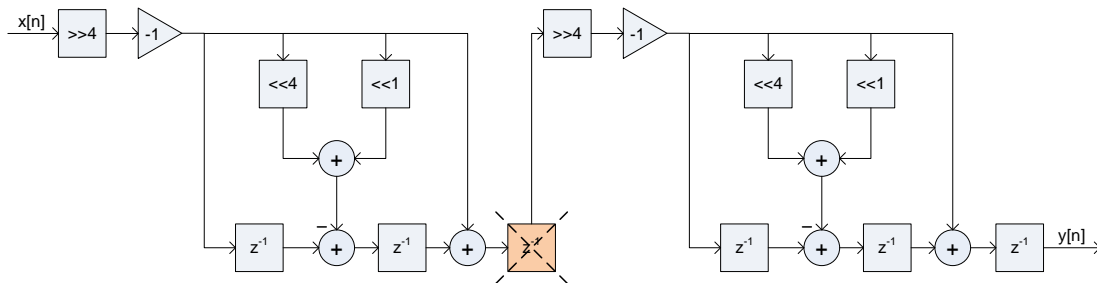 x[n]
>>4
-1
<<4
<<1
+
z⁻¹
−
+
z⁻¹
+
z⁻¹
>>4
-1
<<4
<<1
+
z⁻¹
−
+
z⁻¹
+
z⁻¹
y[n]